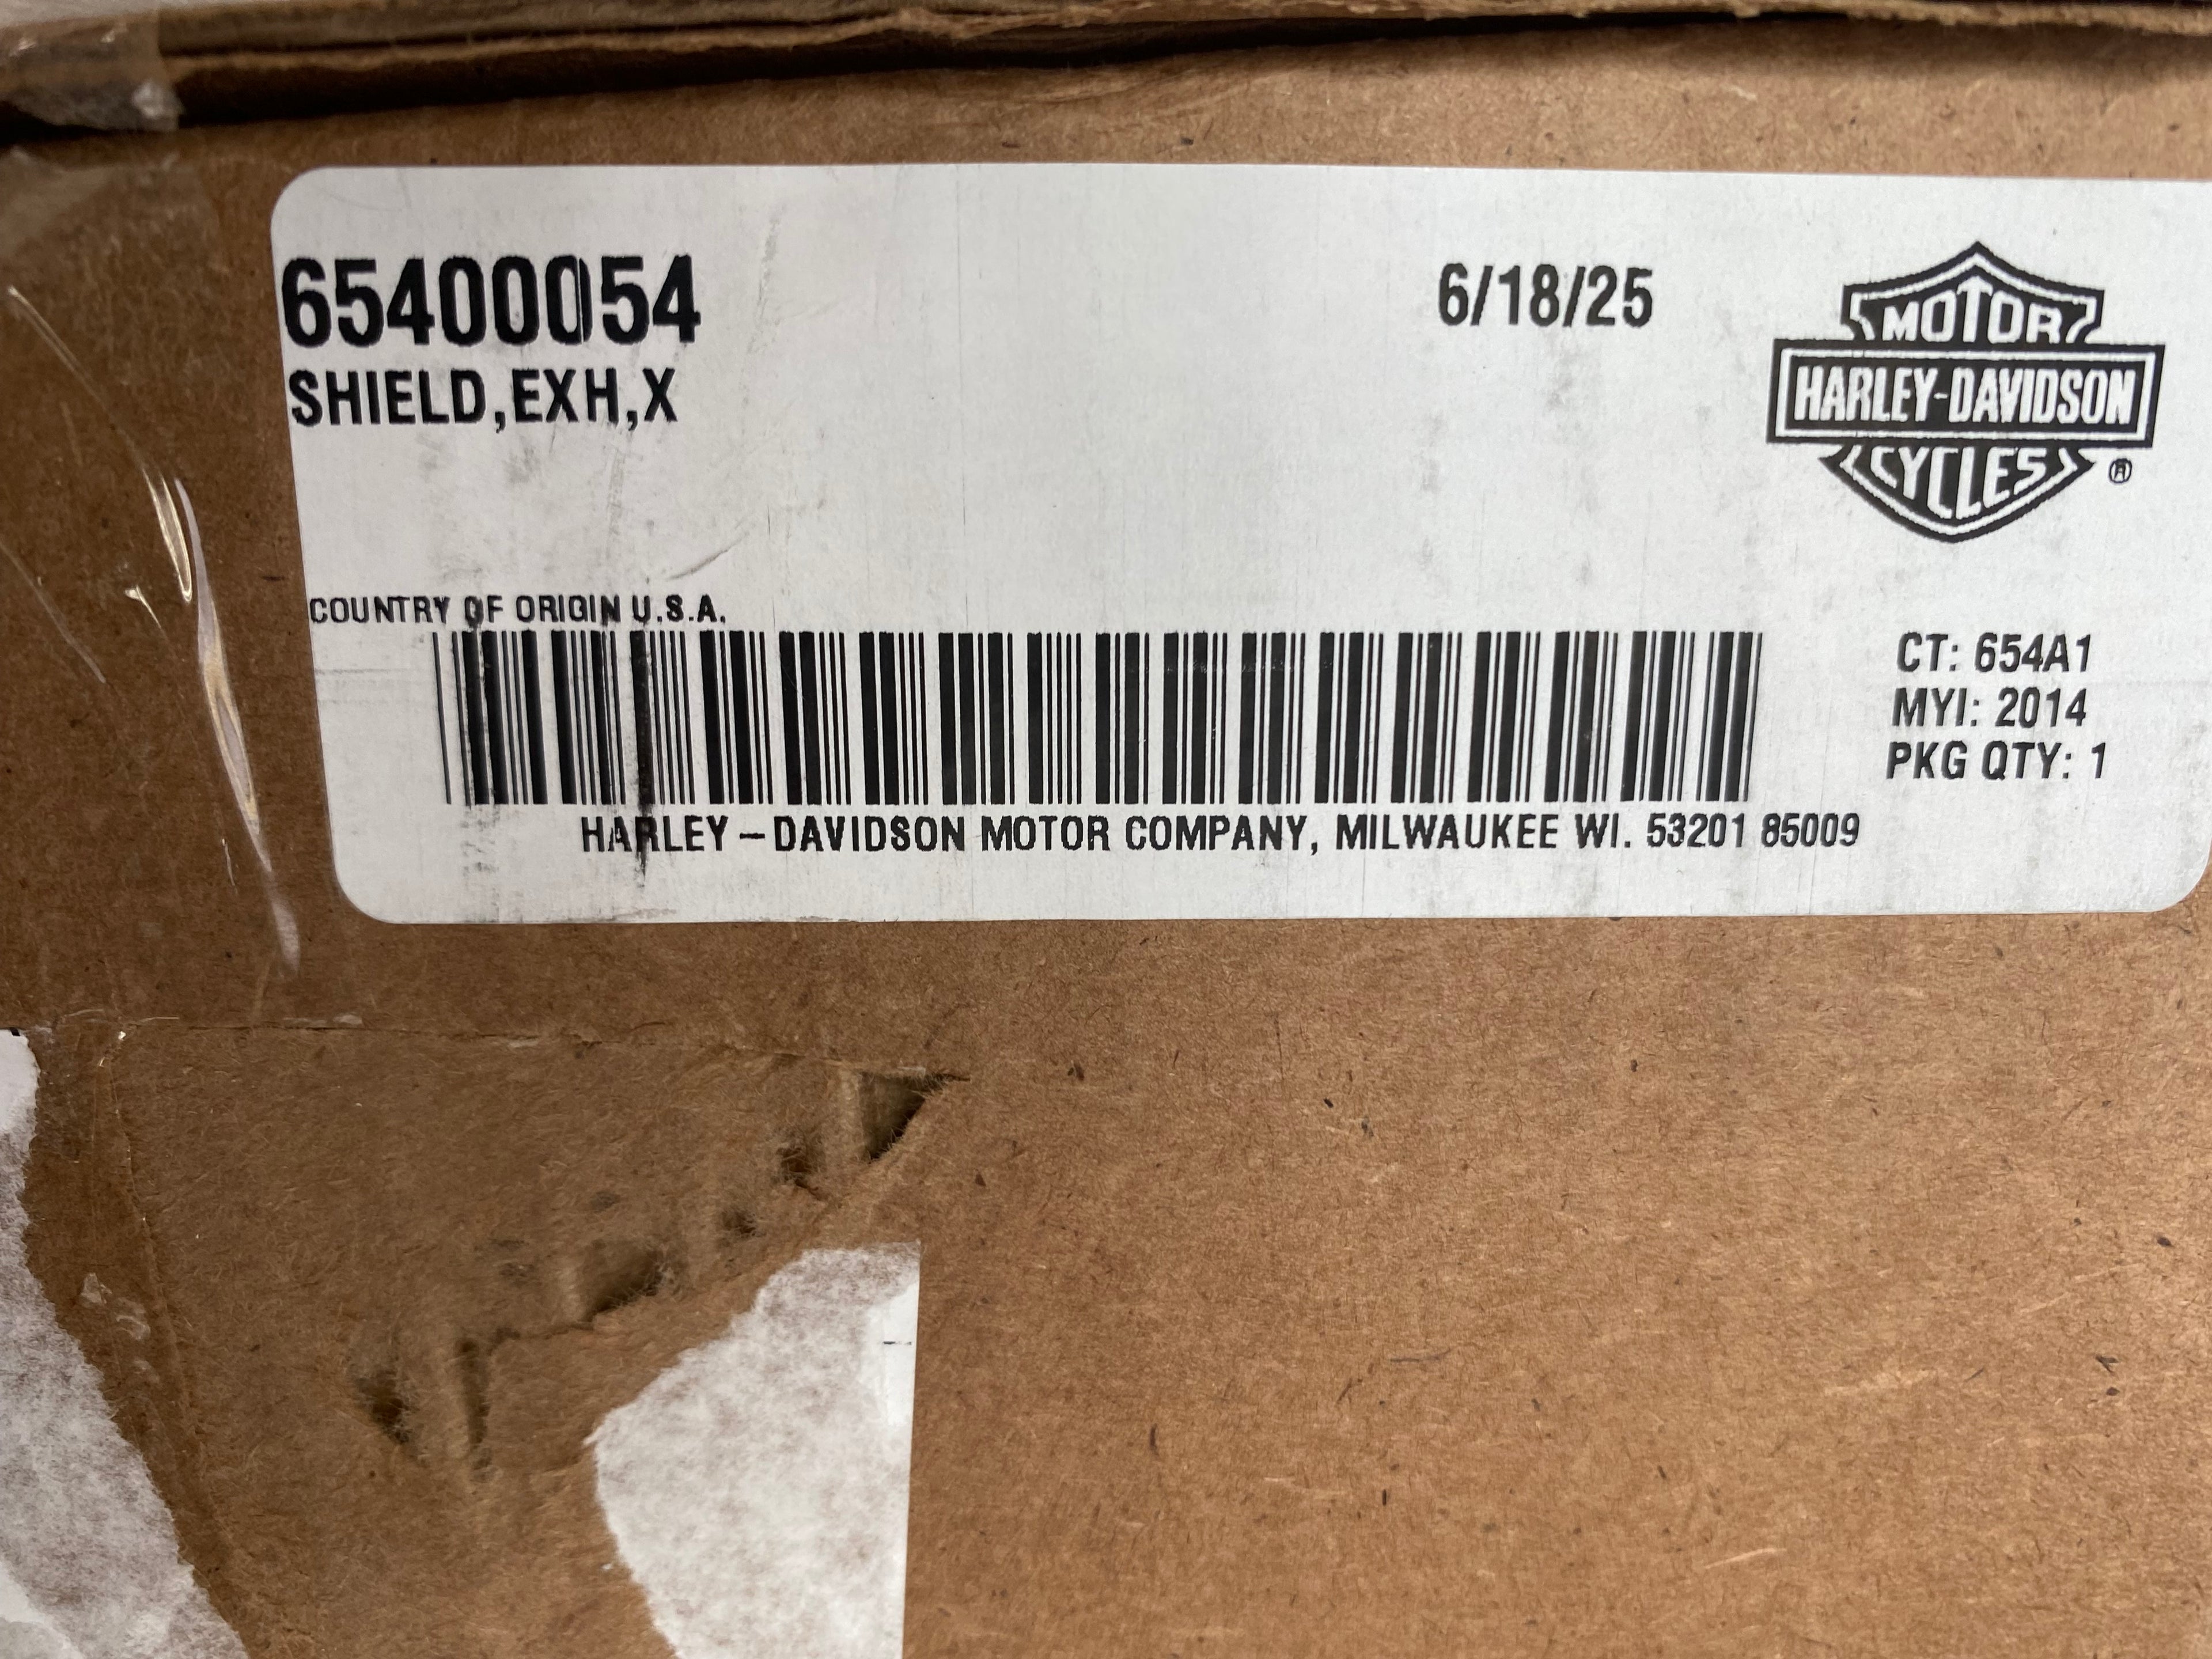 65400054
SHIELD,EXH,X
6/18/25
MOTOR
HARLEY-DAVIDSON
CYCLES
®
COUNTRY OF ORIGIN U.S.A.
CT: 654A1
MYI: 2014
PKG QTY: 1
HARLEY-DAVIDSON MOTOR COMPANY, MILWAUKEE WI. 53201 85009